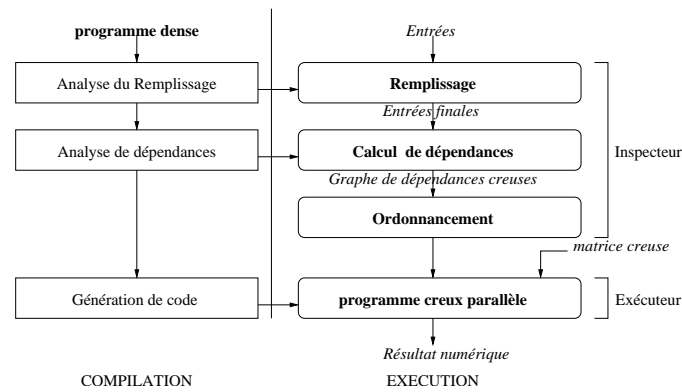 programme dense
Entrées
Analyse du Remplissage
Remplissage
Entrées finales
Analyse de dépendances
Calcul de dépendances
Inspecteur
Graphe de dépendances creuses
Ordonnancement
matrice creuse
Génération de code
programme creux parallèle
Exécuteur
Résultat numérique
COMPILATION
EXECUTION